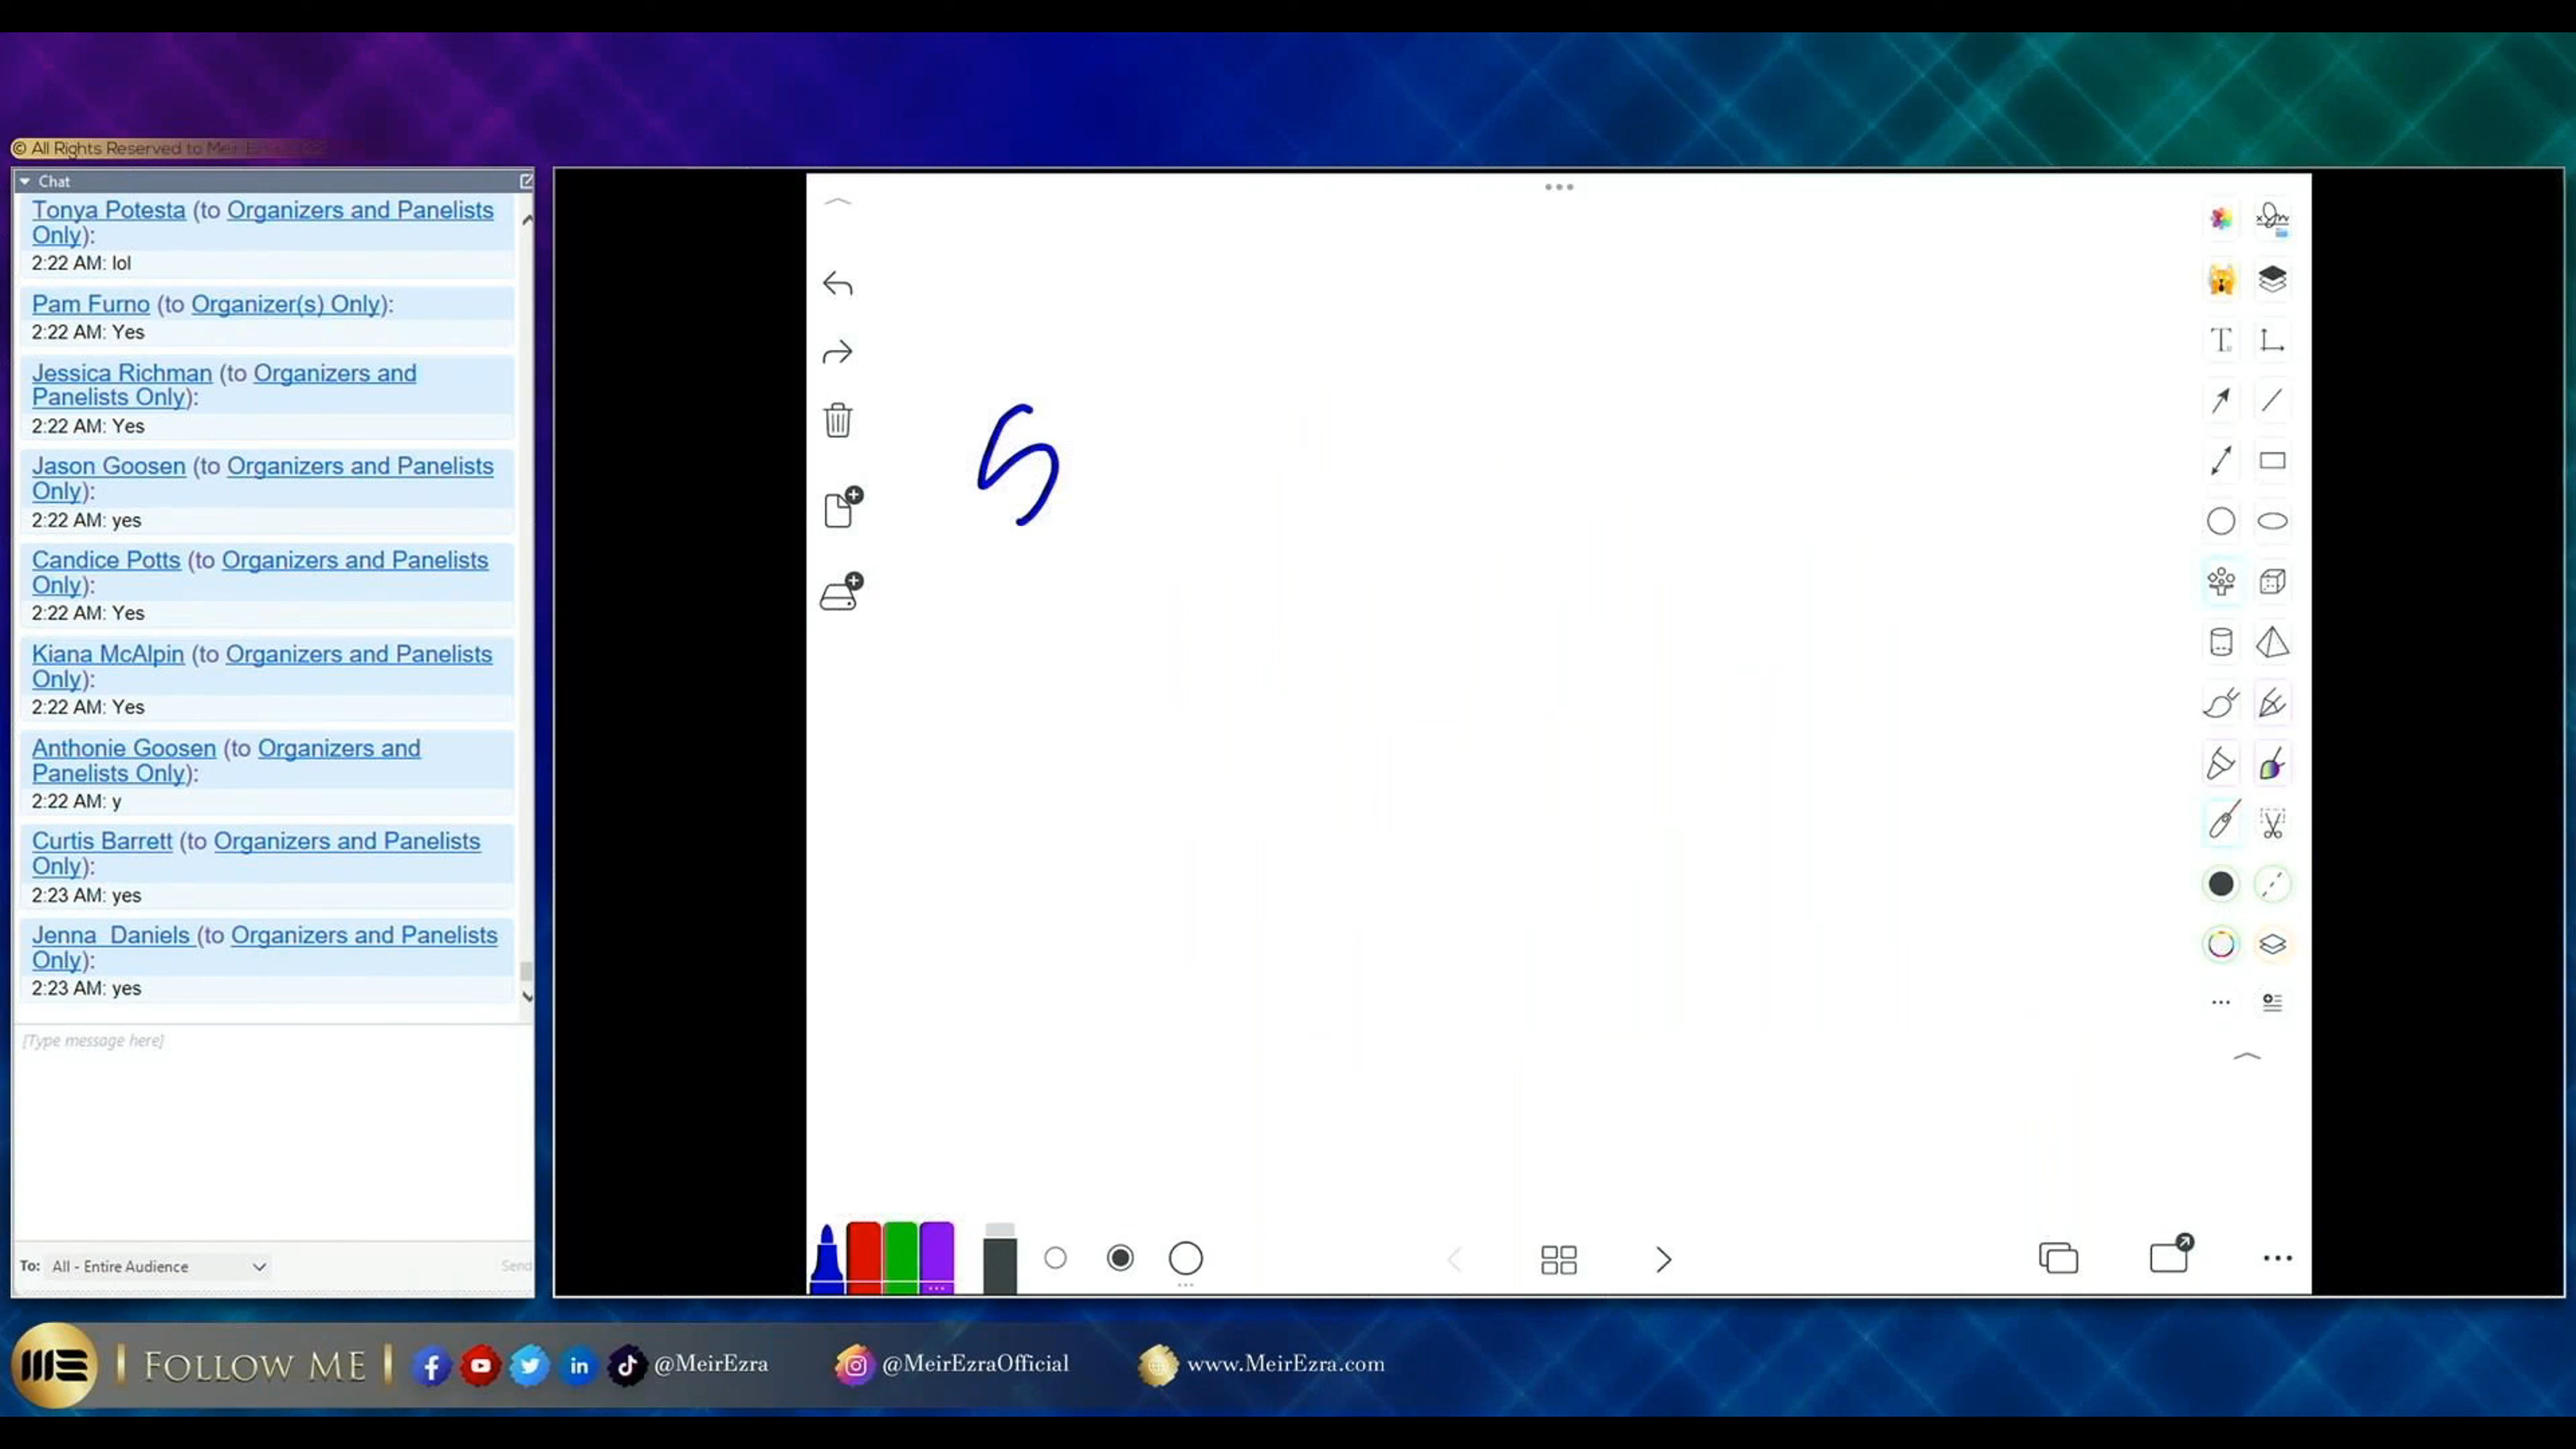 © All Rights Reserved to Meir
Chat
Tonya Potesta (to Organizers and Panelists
Only):
2:22 AM: lol
Pam Furno (to Organizer(s) Only):
2:22 AM: Yes
Jessica Richman (to Organizers and
Panelists Only):
2:22 AM: Yes
Jason Goosen (to Organizers and Panelists
Only):
2:22 AM: yes
Candice Potts (to Organizers and Panelists
Only):
2:22 AM: Yes
Kiana McAlpin (to Organizers and Panelists
Only):
2:22 AM: Yes
Anthonie Goosen (to Organizers and
Panelists Only):
2:22 AM: y
Curtis Barrett (to Organizers and Panelists
Only):
2:23 AM: yes
Jenna Daniels (to Organizers and Panelists
Only):
2:23 AM: yes
[Type message here]
To: All - Entire Audience
Send
5
FOLLOW ME
@MeirEzra
@MeirEzraOfficial
www.MeirEzra.com